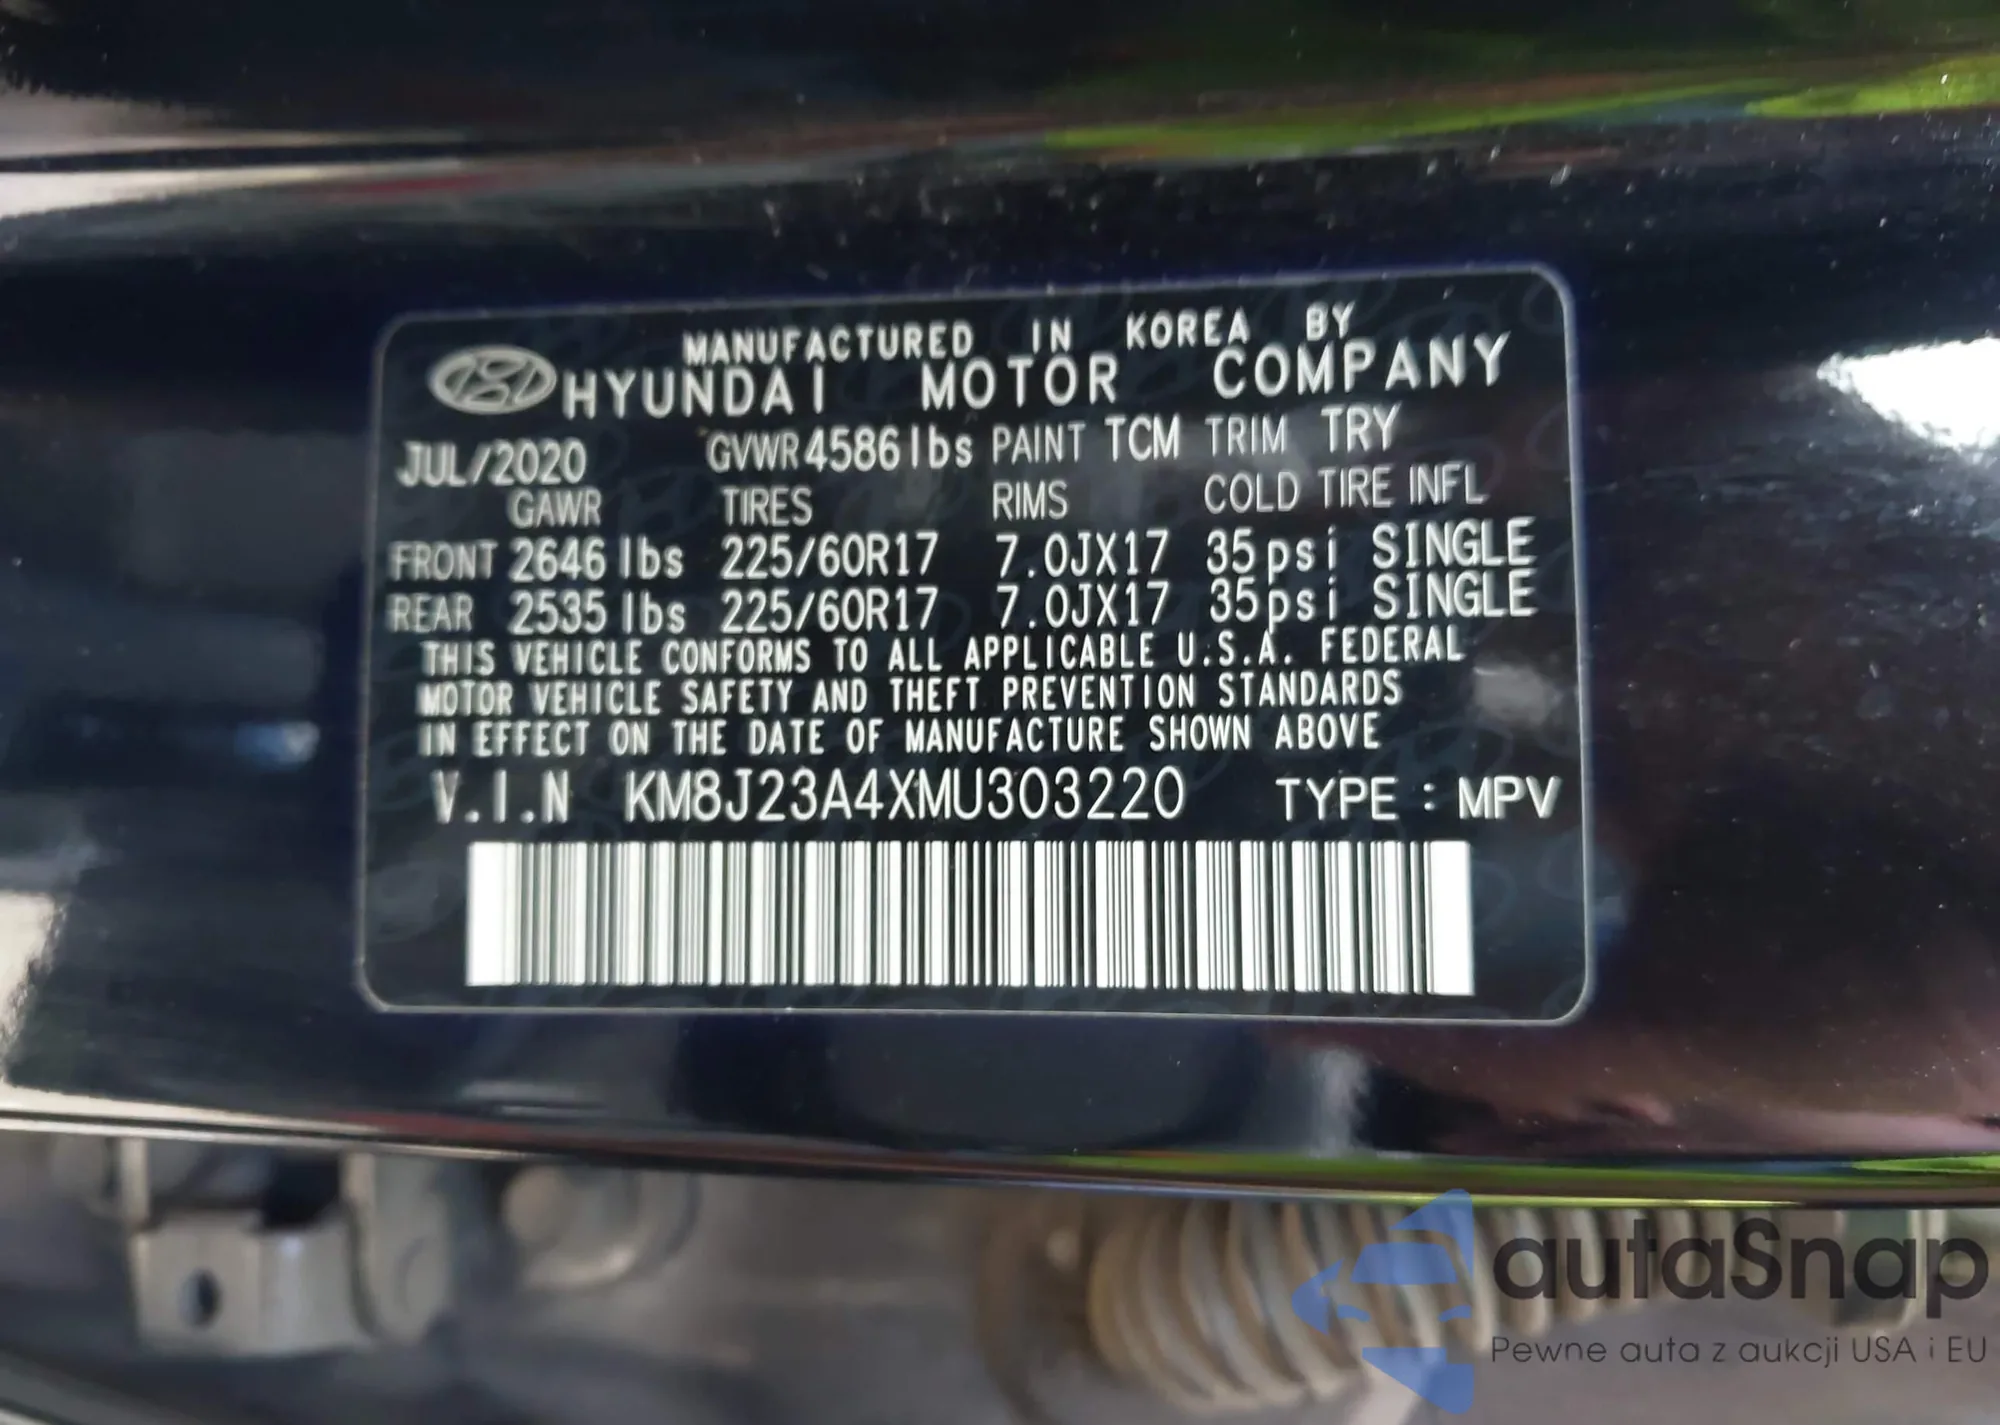 MANUFACTURED IN KOREA BY
HYUNDAI MOTOR COMPANY
JUL/2020 GVWR 4586lbs PAINT TCM TRIM TRY
GAWR TIRES RIMS COLD TIRE INFL
FRONT 2646 lbs 225/60R17 7.0JX17 35psi SINGLE
REAR 2535 lbs 225/60R17 7.0JX17 35psi SINGLE
THIS VEHICLE CONFORMS TO ALL APPLICABLE U.S.A. FEDERAL
MOTOR VEHICLE SAFETY AND THEFT PREVENTION STANDARDS
IN EFFECT ON THE DATE OF MANUFACTURE SHOWN ABOVE
V.I.N KM8J23A4XMU303220 TYPE : MPV
autaSnap
Pewne auta z aukcji USA i EU